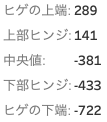 ヒゲの上端: 289
上部ヒンジ: 141
中央値: -381
下部ヒンジ: -433
ヒゲの下端: -722